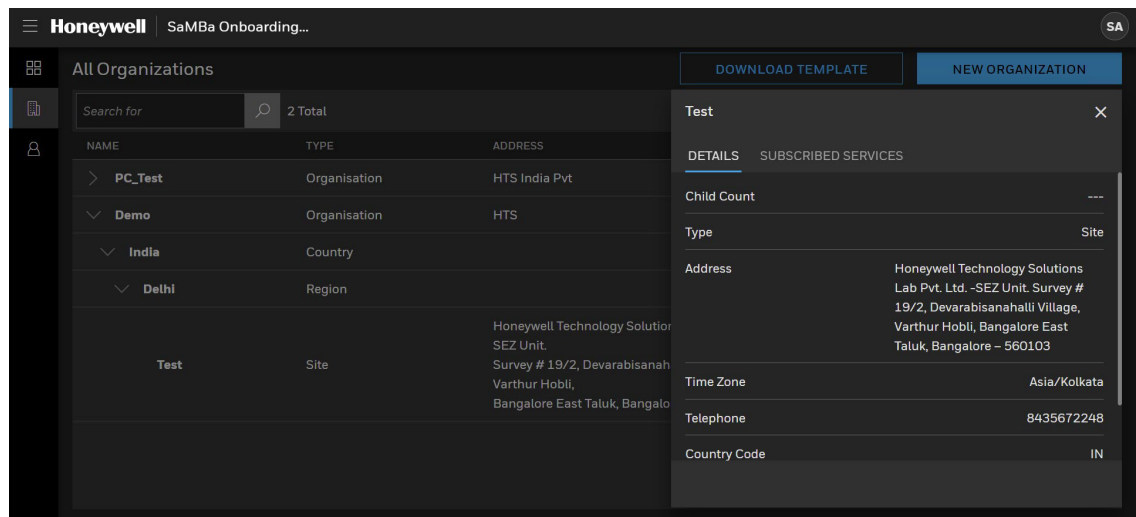 Honeywell SaMBa Onboarding...
SA
All Organizations
DOWNLOAD TEMPLATE
NEW ORGANIZATION
Search for
2 Total
NAME TYPE ADDRESS
PC_Test Organisation HTS India Pvt
Demo Organisation HTS
India Country
Delhi Region
Test Site
Honeywell Technology Solution
SEZ Unit.
Survey # 19/2, Devarabisanah
Varthur Hobli,
Bangalore East Taluk, Bangalo
Test
DETAILS SUBSCRIBED SERVICES
Child Count ---
Type Site
Address Honeywell Technology Solutions
Lab Pvt. Ltd. -SEZ Unit. Survey #
19/2, Devarabisanahalli Village,
Varthur Hobli, Bangalore East
Taluk, Bangalore – 560103
Time Zone Asia/Kolkata
Telephone 8435672248
Country Code IN